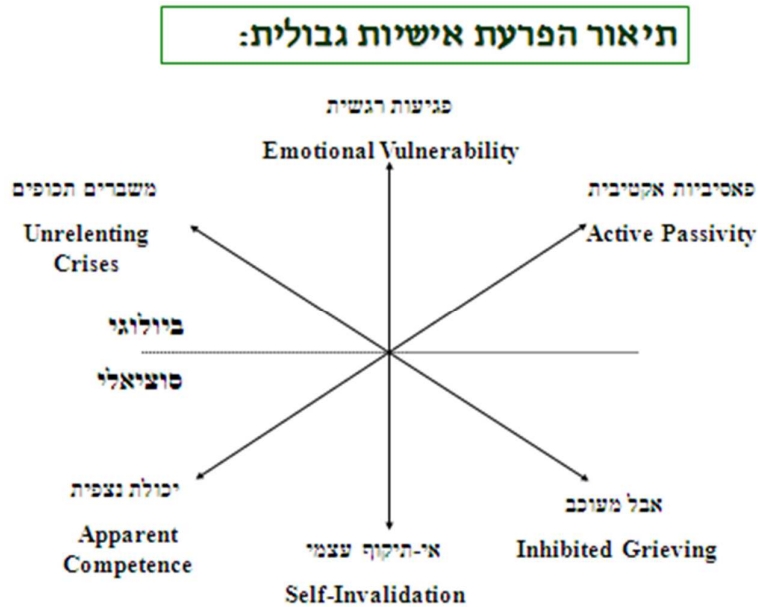 תיאור הפרעת אישיות גבולית:
פגיעות רגשית
Emotional Vulnerability
משברים תכופים
Unrelenting
Crises
פאסיביות אקטיבית
Active Passivity
ביולוגי
סוציאלי
יכולת נצפית
Apparent
Competence
אי-תיקוף עצמי
Self-Invalidation
אבל מעוכב
Inhibited Grieving